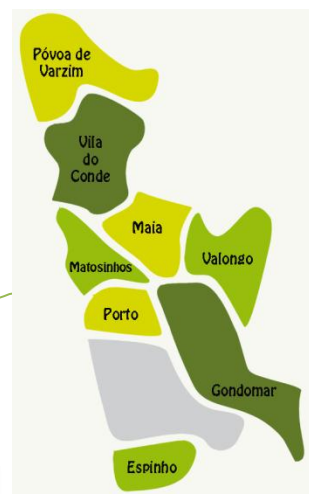 Póvoa de
Varzim
Vila
do
Conde
Maia
Valongo
Matosinhos
Porto
Gondomar
Espinho